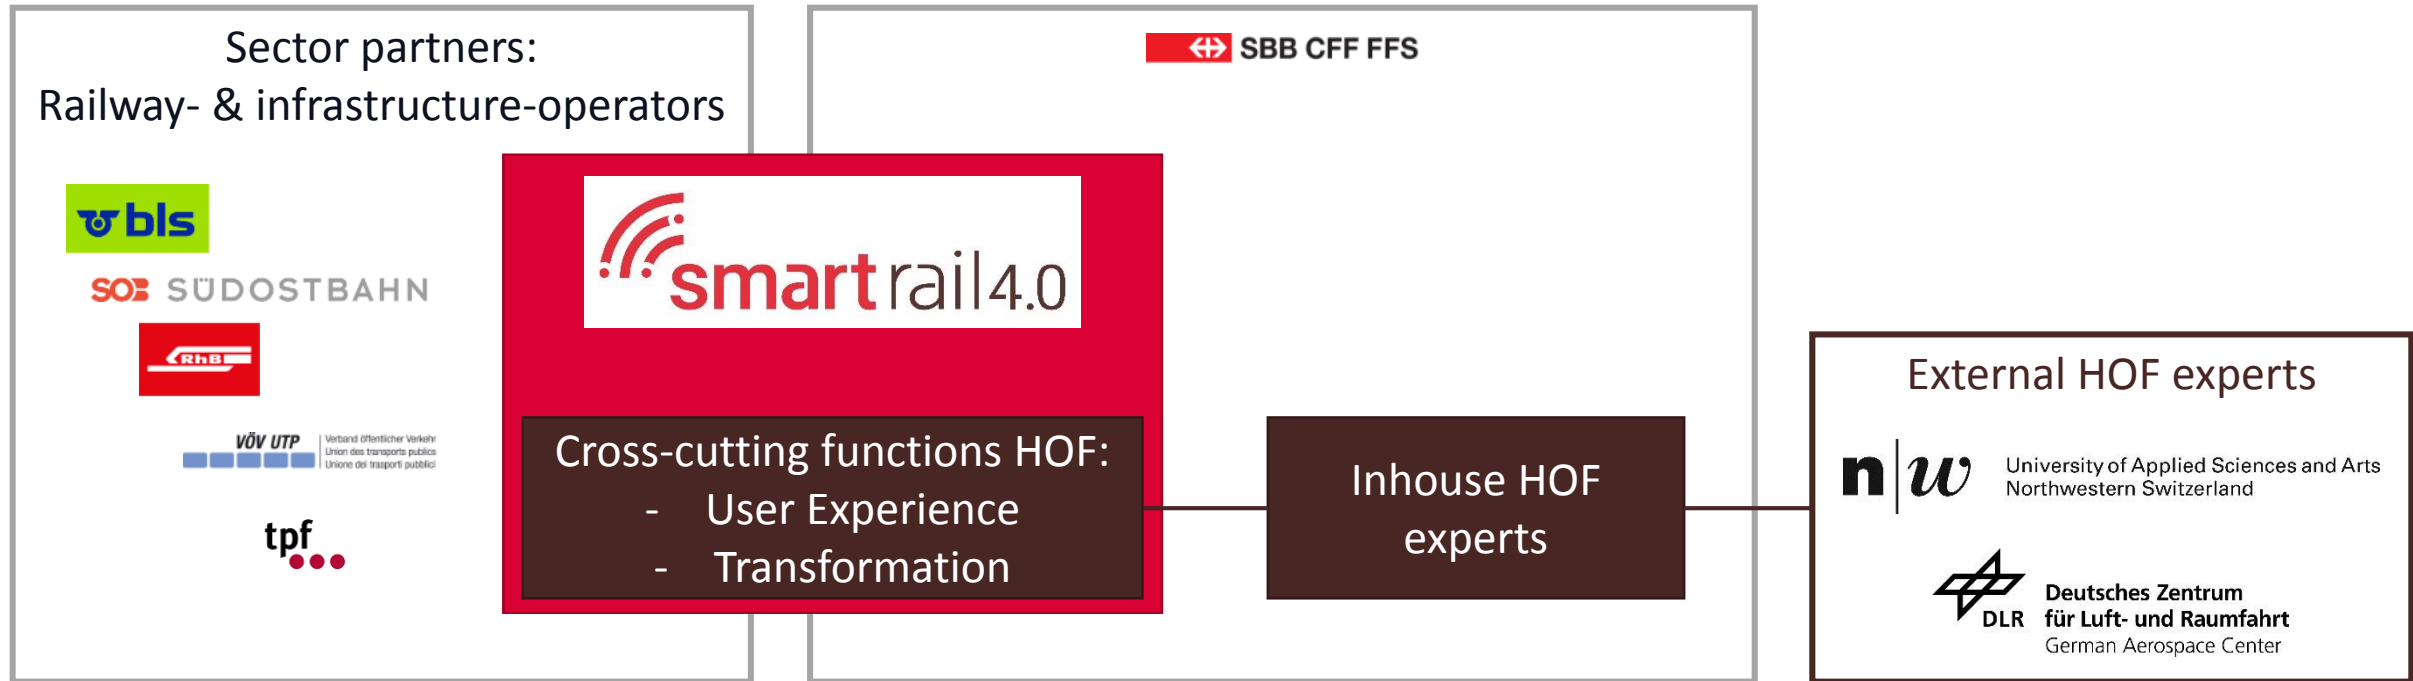 Sector partners:
Railway- & infrastructure-operators
bls
SOB SÜDOSTBAHN
RhB
VÖV UTP
Verband öffentlicher Verkehr
Union des transports publics
Unione dei trasporti pubblici
tpf
SBB CFF FFS
smartrail4.0
Cross-cutting functions HOF:
- User Experience
- Transformation
Inhouse HOF
experts
External HOF experts
n|w
University of Applied Sciences and Arts
Northwestern Switzerland
DLR
Deutsches Zentrum
für Luft- und Raumfahrt
German Aerospace Center